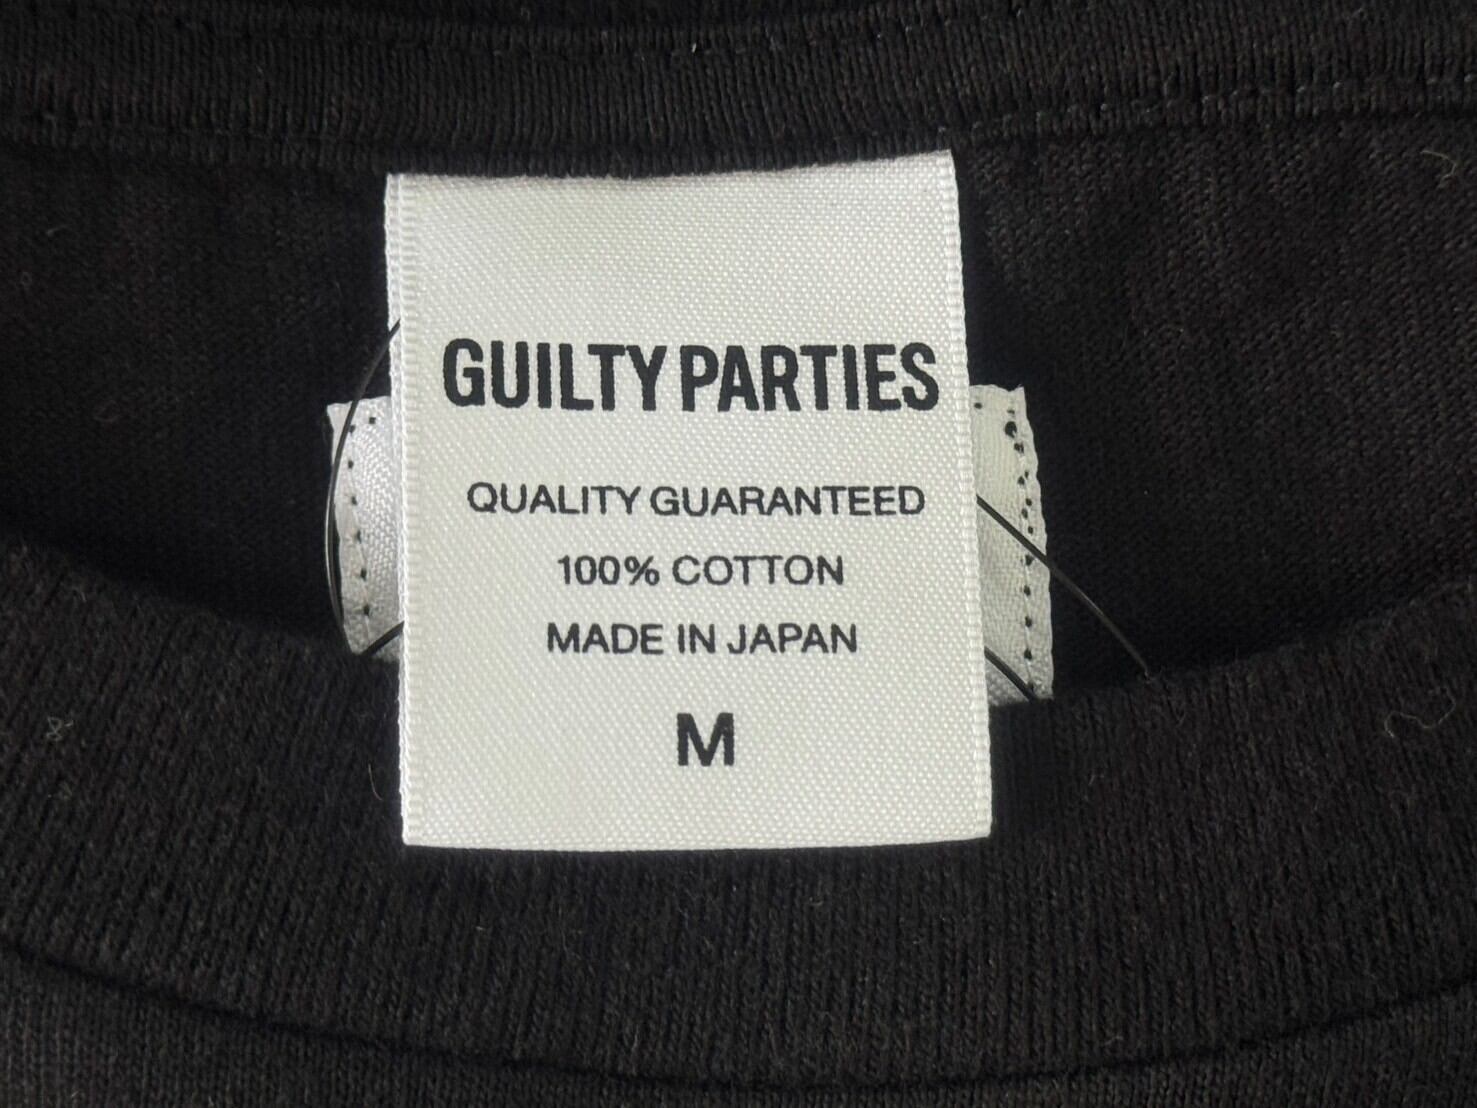 GUILTY PARTIES
QUALITY GUARANTEED
100% COTTON
MADE IN JAPAN
M